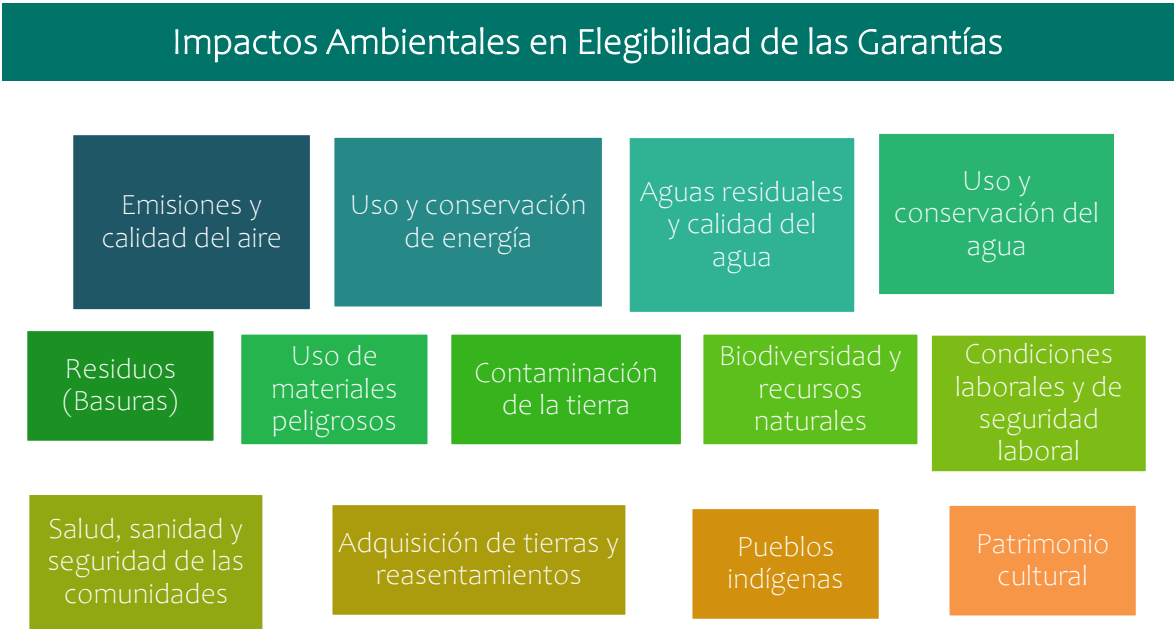 Impactos Ambientales en Elegibilidad de las Garantías
Emisiones y
calidad del aire
Uso y conservación
de energía
Aguas residuales
y calidad del
agua
Uso y
conservación del
agua
Residuos
(Basuras)
Uso de
materiales
peligrosos
Contaminación
de la tierra
Biodiversidad y
recursos
naturales
Condiciones
laborales y de
seguridad
laboral
Salud, sanidad y
seguridad de las
comunidades
Adquisición de tierras y
reasentamientos
Pueblos
indígenas
Patrimonio
cultural